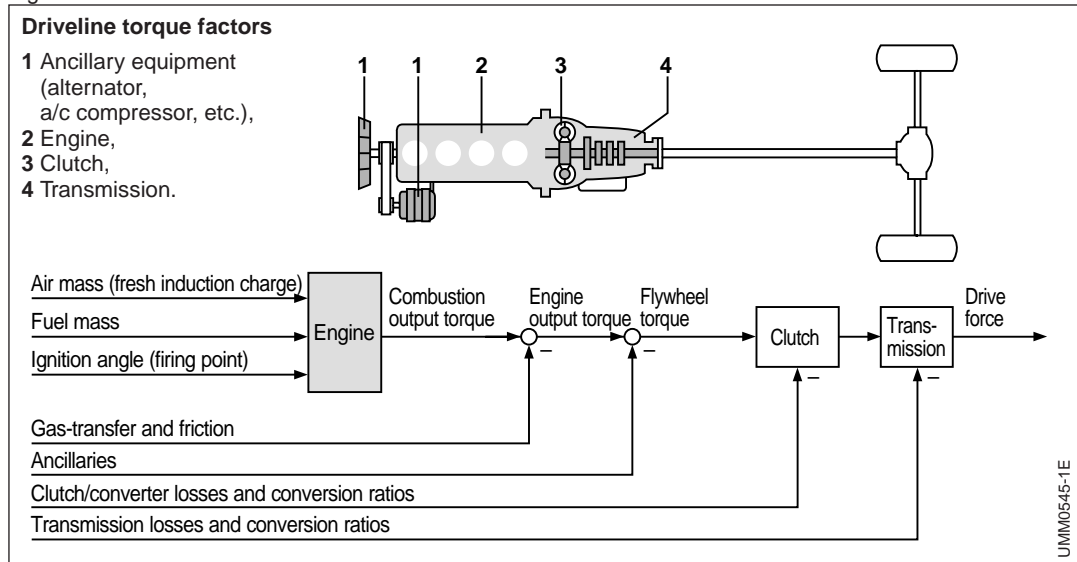 Driveline torque factors
1 Ancillary equipment
(alternator,
a/c compressor, etc.),
2 Engine,
3 Clutch,
4 Transmission.
1 1 2 3 4
Air mass (fresh induction charge)
Fuel mass
Ignition angle (firing point)
Engine
Combustion
output torque
Engine
output torque
Flywheel
torque
Clutch
Trans-
mission
Drive
force
–
–
–
–
Gas-transfer and friction
Ancillaries
Clutch/converter losses and conversion ratios
Transmission losses and conversion ratios
UMM0545-1E